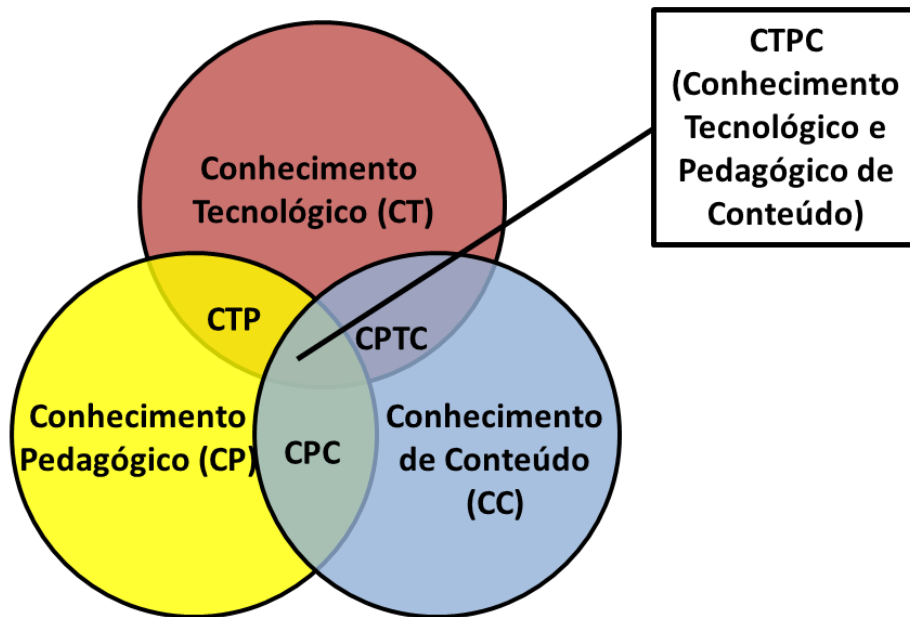 CTPC
(Conhecimento
Tecnológico e
Pedagógico de
Conteúdo)
Conhecimento
Tecnológico (CT)
CTP
CPTC
Conhecimento
Pedagógico (CP)
CPC
Conhecimento
de Conteúdo
(CC)